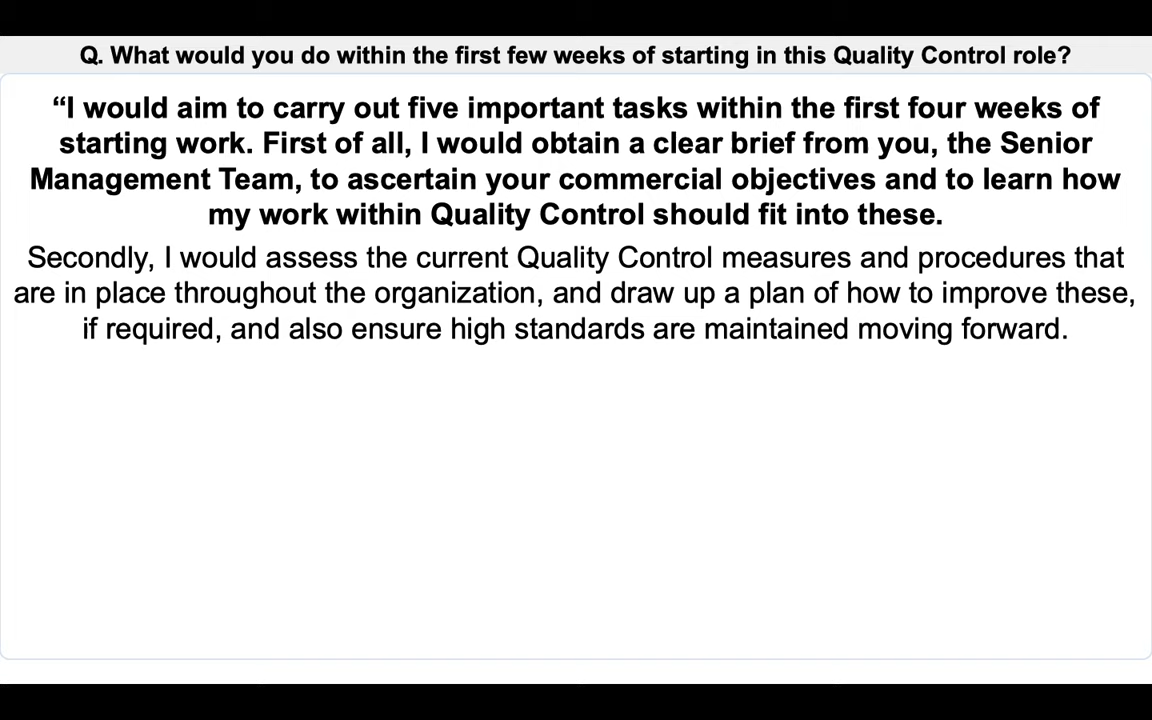 Q. What would you do within the first few weeks of starting in this Quality Control role?
“I would aim to carry out five important tasks within the first four weeks of
starting work. First of all, I would obtain a clear brief from you, the Senior
Management Team, to ascertain your commercial objectives and to learn how
my work within Quality Control should fit into these.
Secondly, I would assess the current Quality Control measures and procedures that
are in place throughout the organization, and draw up a plan of how to improve these,
if required, and also ensure high standards are maintained moving forward.